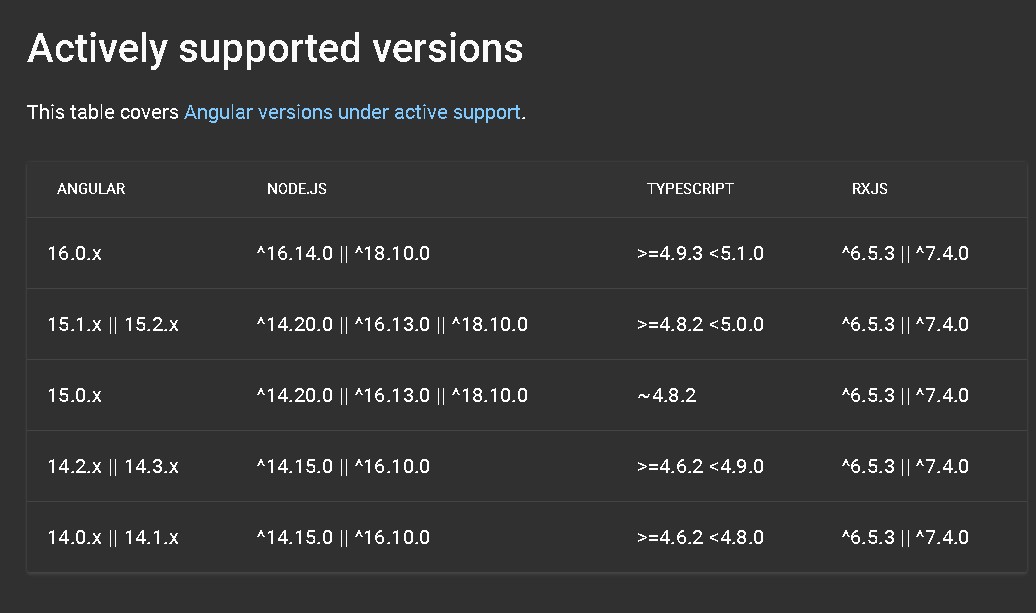 Actively supported versions
This table covers Angular versions under active support.
ANGULAR NODE.JS TYPESCRIPT RXJS
16.0.x ^16.14.0 || ^18.10.0 >=4.9.3 <5.1.0 ^6.5.3 || ^7.4.0
15.1.x || 15.2.x ^14.20.0 || ^16.13.0 || ^18.10.0 >=4.8.2 <5.0.0 ^6.5.3 || ^7.4.0
15.0.x ^14.20.0 || ^16.13.0 || ^18.10.0 ~4.8.2 ^6.5.3 || ^7.4.0
14.2.x || 14.3.x ^14.15.0 || ^16.10.0 >=4.6.2 <4.9.0 ^6.5.3 || ^7.4.0
14.0.x || 14.1.x ^14.15.0 || ^16.10.0 >=4.6.2 <4.8.0 ^6.5.3 || ^7.4.0